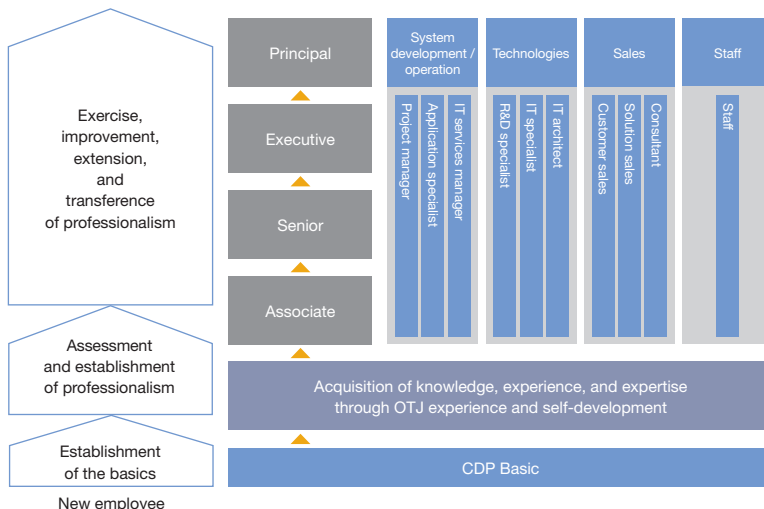 Exercise,
improvement,
extension,
and
transference
of professionalism
Assessment
and establishment
of professionalism
Establishment
of the basics
New employee
Principal
Executive
Senior
Associate
System
development /
operation
Technologies
Sales
Staff
Project manager
Application specialist
IT services manager
R&D specialist
IT specialist
IT architect
Customer sales
Solution sales
Consultant
Staff
Acquisition of knowledge, experience, and expertise
through OTJ experience and self-development
CDP Basic